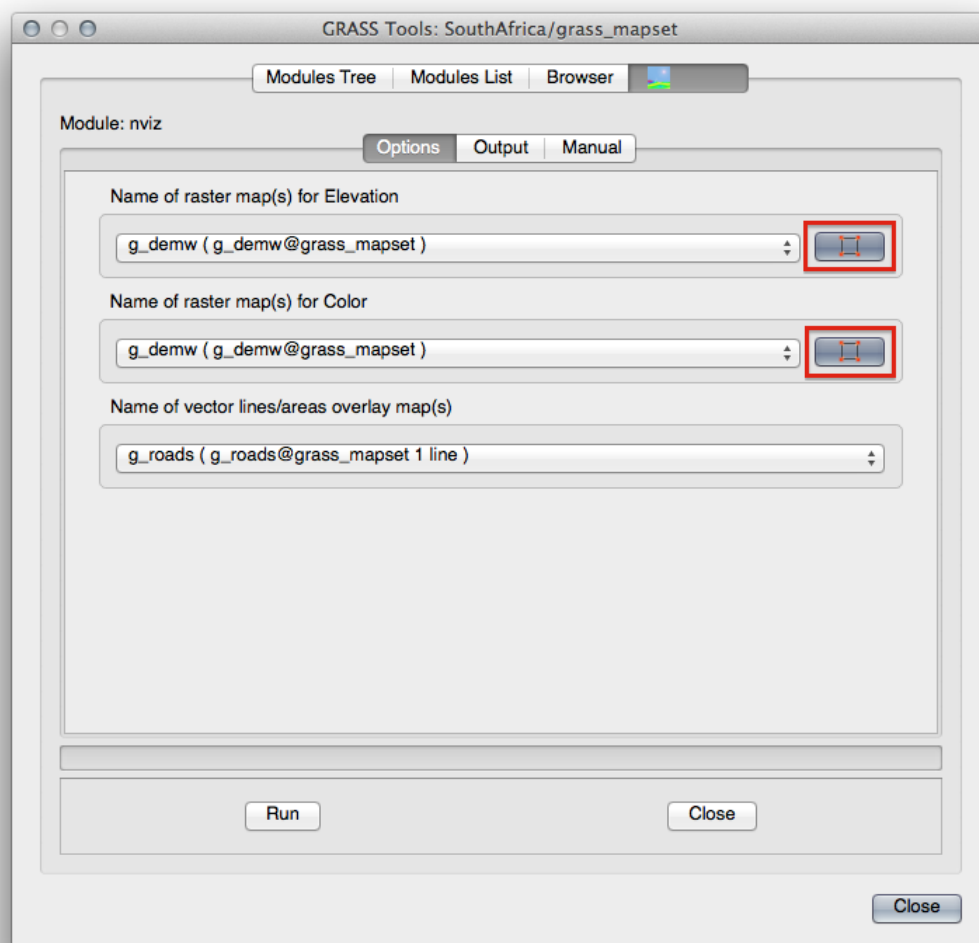 GRASS Tools: SouthAfrica/grass_mapset
Modules Tree Modules List Browser
Module: nviz
Options Output Manual
Name of raster map(s) for Elevation
g_demw ( g_demw@grass_mapset )
Name of raster map(s) for Color
g_demw ( g_demw@grass_mapset )
Name of vector lines/areas overlay map(s)
g_roads ( g_roads@grass_mapset 1 line )
Run Close
Close